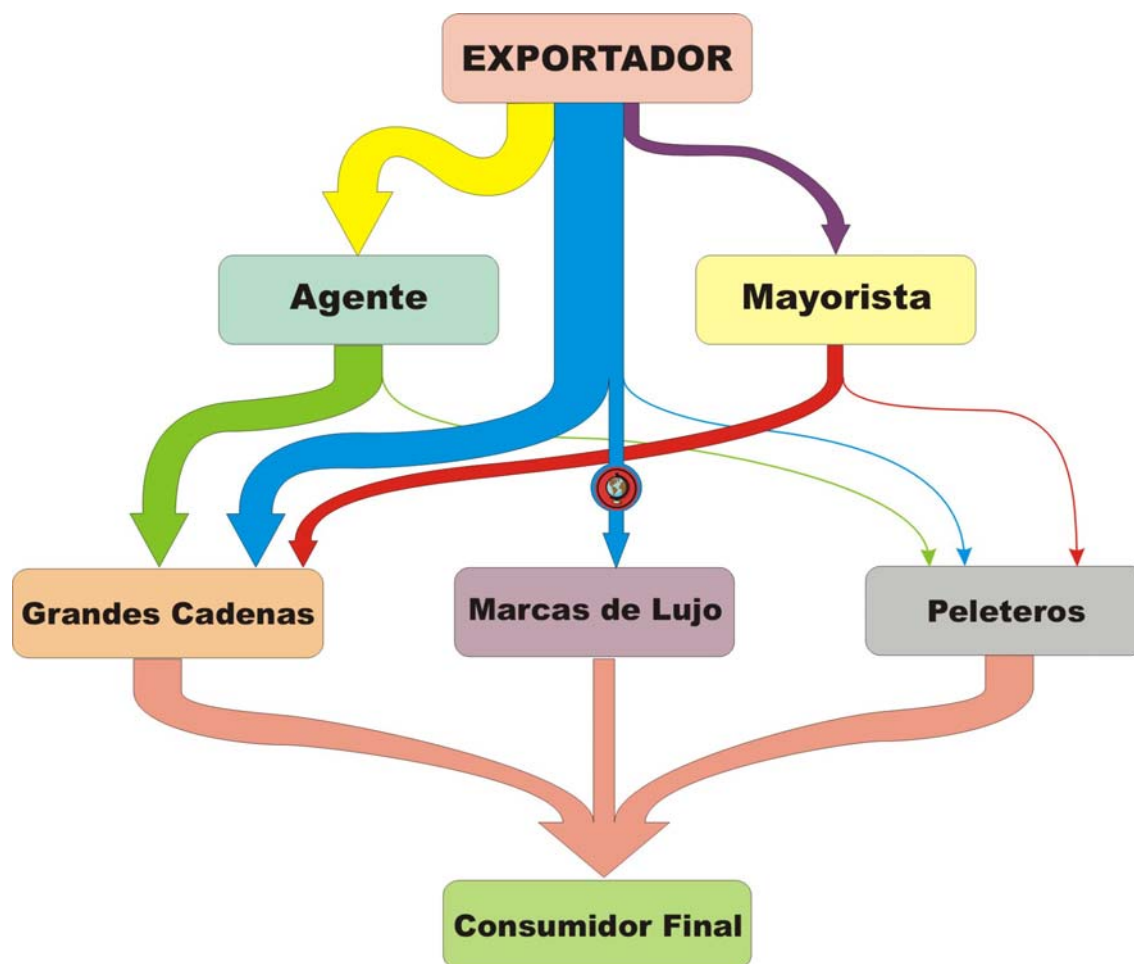 EXPORTADOR
Agente
Mayorista
Grandes Cadenas
Marcas de Lujo
Peleteros
Consumidor Final